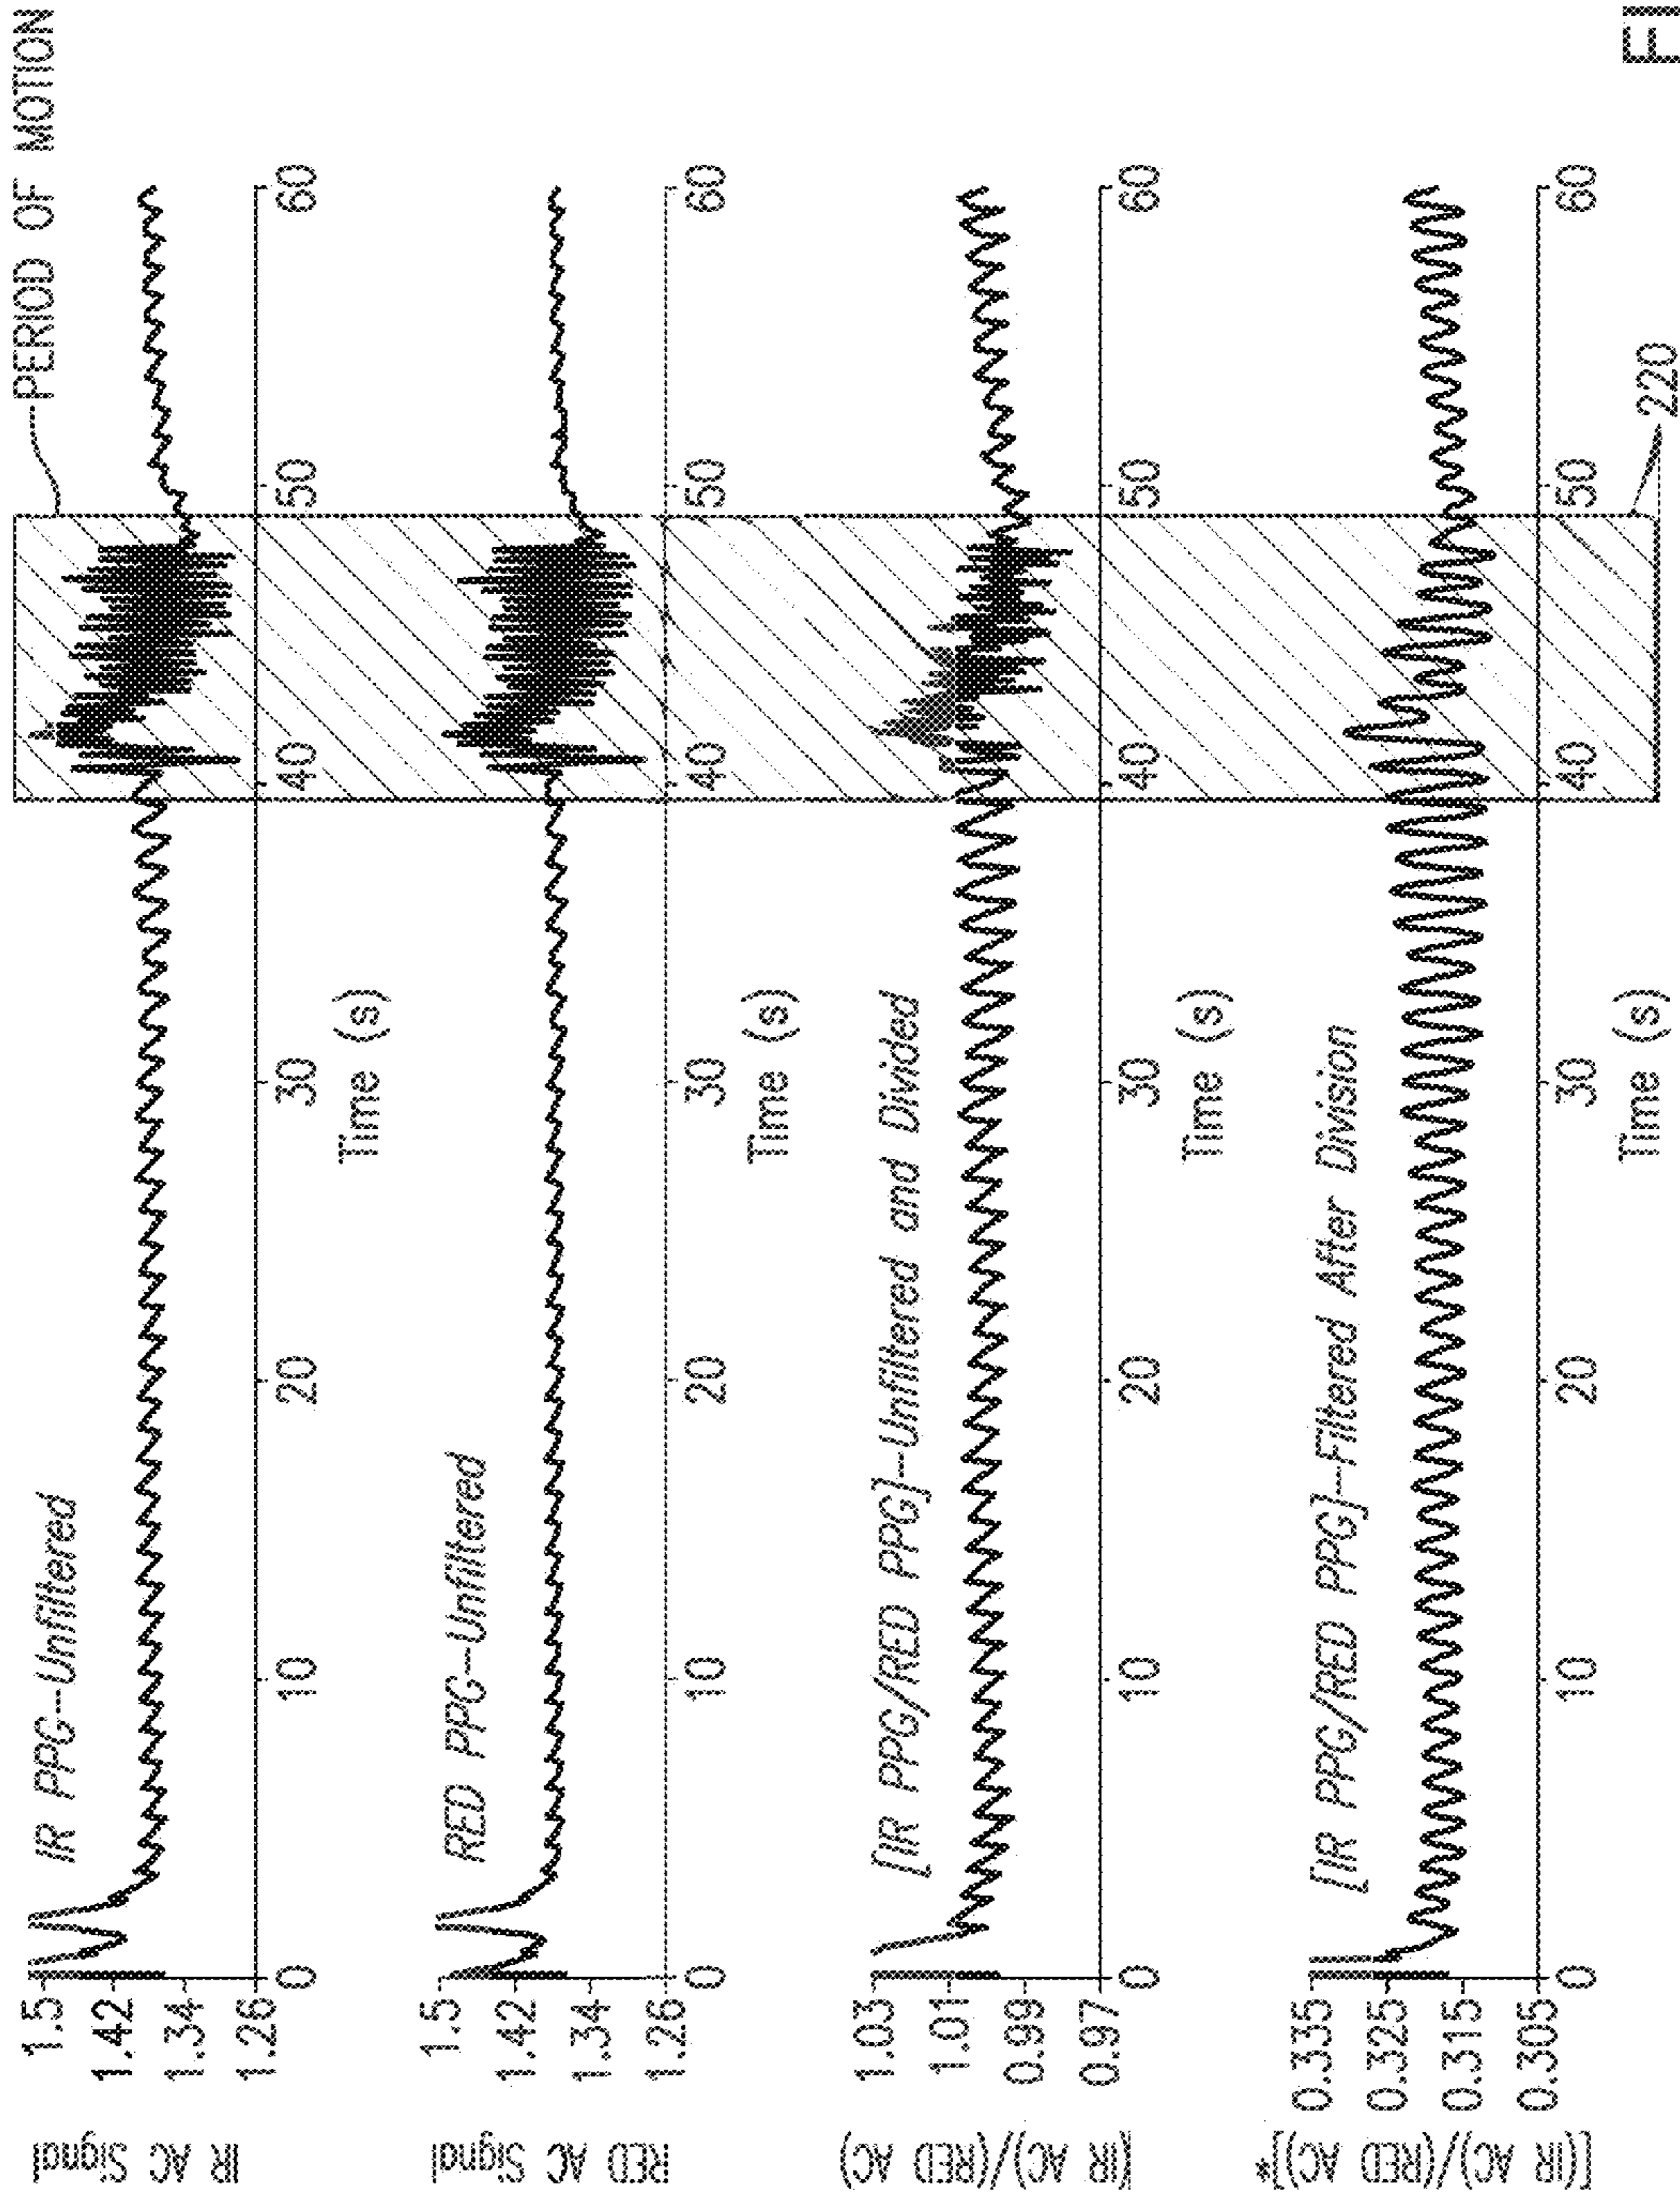 PERIOD OF MOTION
IR PPG-Unfiltered
IR AC Signal
1.5
1.42
1.34
1.26
0 10 20 30 40 50 60
Time (s)
RED PPG-Unfiltered
RED AC Signal
1.5
1.42
1.34
1.26
0 10 20 30 40 50 60
Time (s)
[IR PPG/RED PPG]-Unfiltered and Divided
(IR AC)/(RED AC)
1.03
1.01
0.99
0.97
0 10 20 30 40 50 60
Time (s)
[IR PPG/RED PPG]-Filtered After Division
[(IR AC)/(RED AC)]*
0.335
0.325
0.315
0.305
0 10 20 30 40 50 60
Time (s)
220